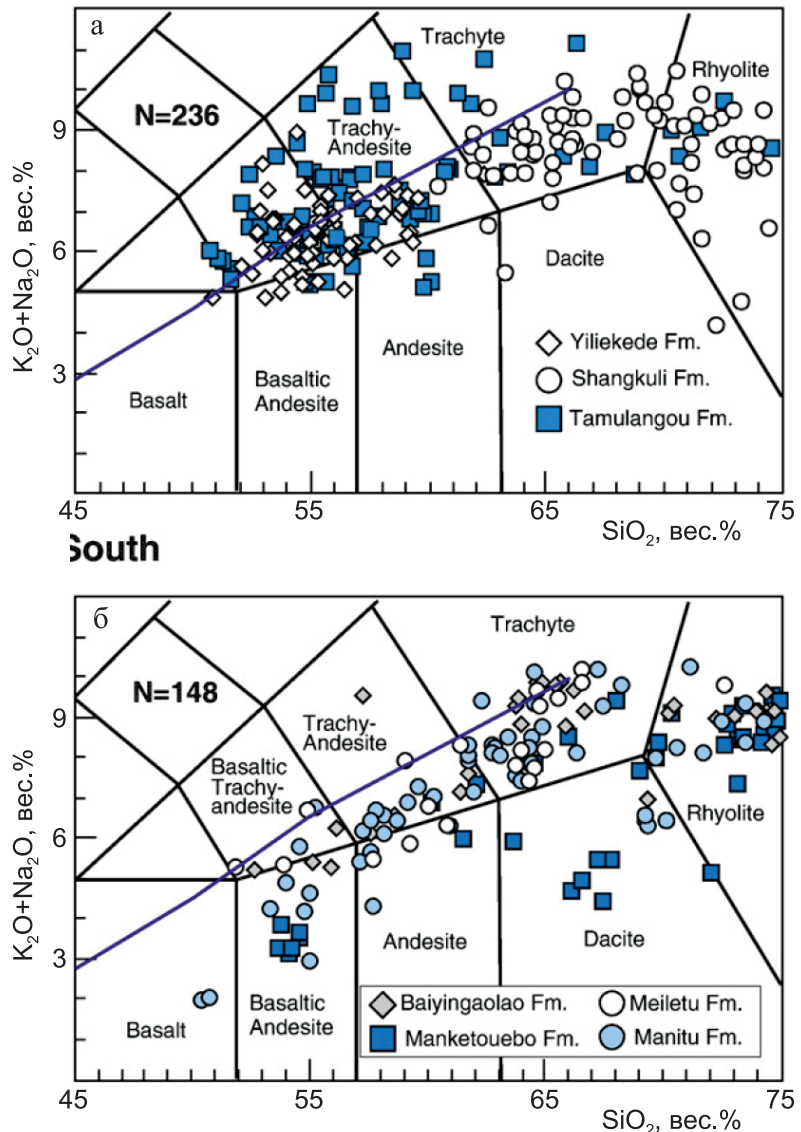 а
Trachyte
Rhyolite
N=236
9
Trachy-
Andesite
6
K₂O+Na₂O, вес.%
Dacite
Andesite
Yiliekede Fm.
3
Basalt
Basaltic
Andesite
Shangkuli Fm.
Tamulangou Fm.
45
55
65
75
SiO₂, вес.%
South
б
Trachyte
N=148
9
Trachy-
Andesite
Basaltic
Trachy-
andesite
Rhyolite
6
K₂O+Na₂O, вес.%
Andesite
Dacite
3
Basalt
Basaltic
Andesite
Baiyingaolao Fm.
Meiletu Fm.
Manketouebo Fm.
Manitu Fm.
45
55
65
75
SiO₂, вес.%